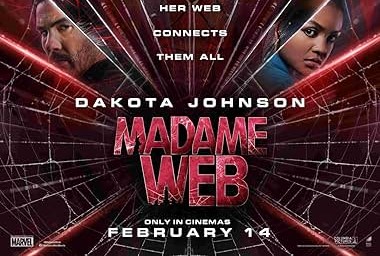 HER WEB
CONNECTS
THEM ALL
DAKOTA JOHNSON
MADAME
WEB
ONLY IN CINEMAS
FEBRUARY 14
MARVEL